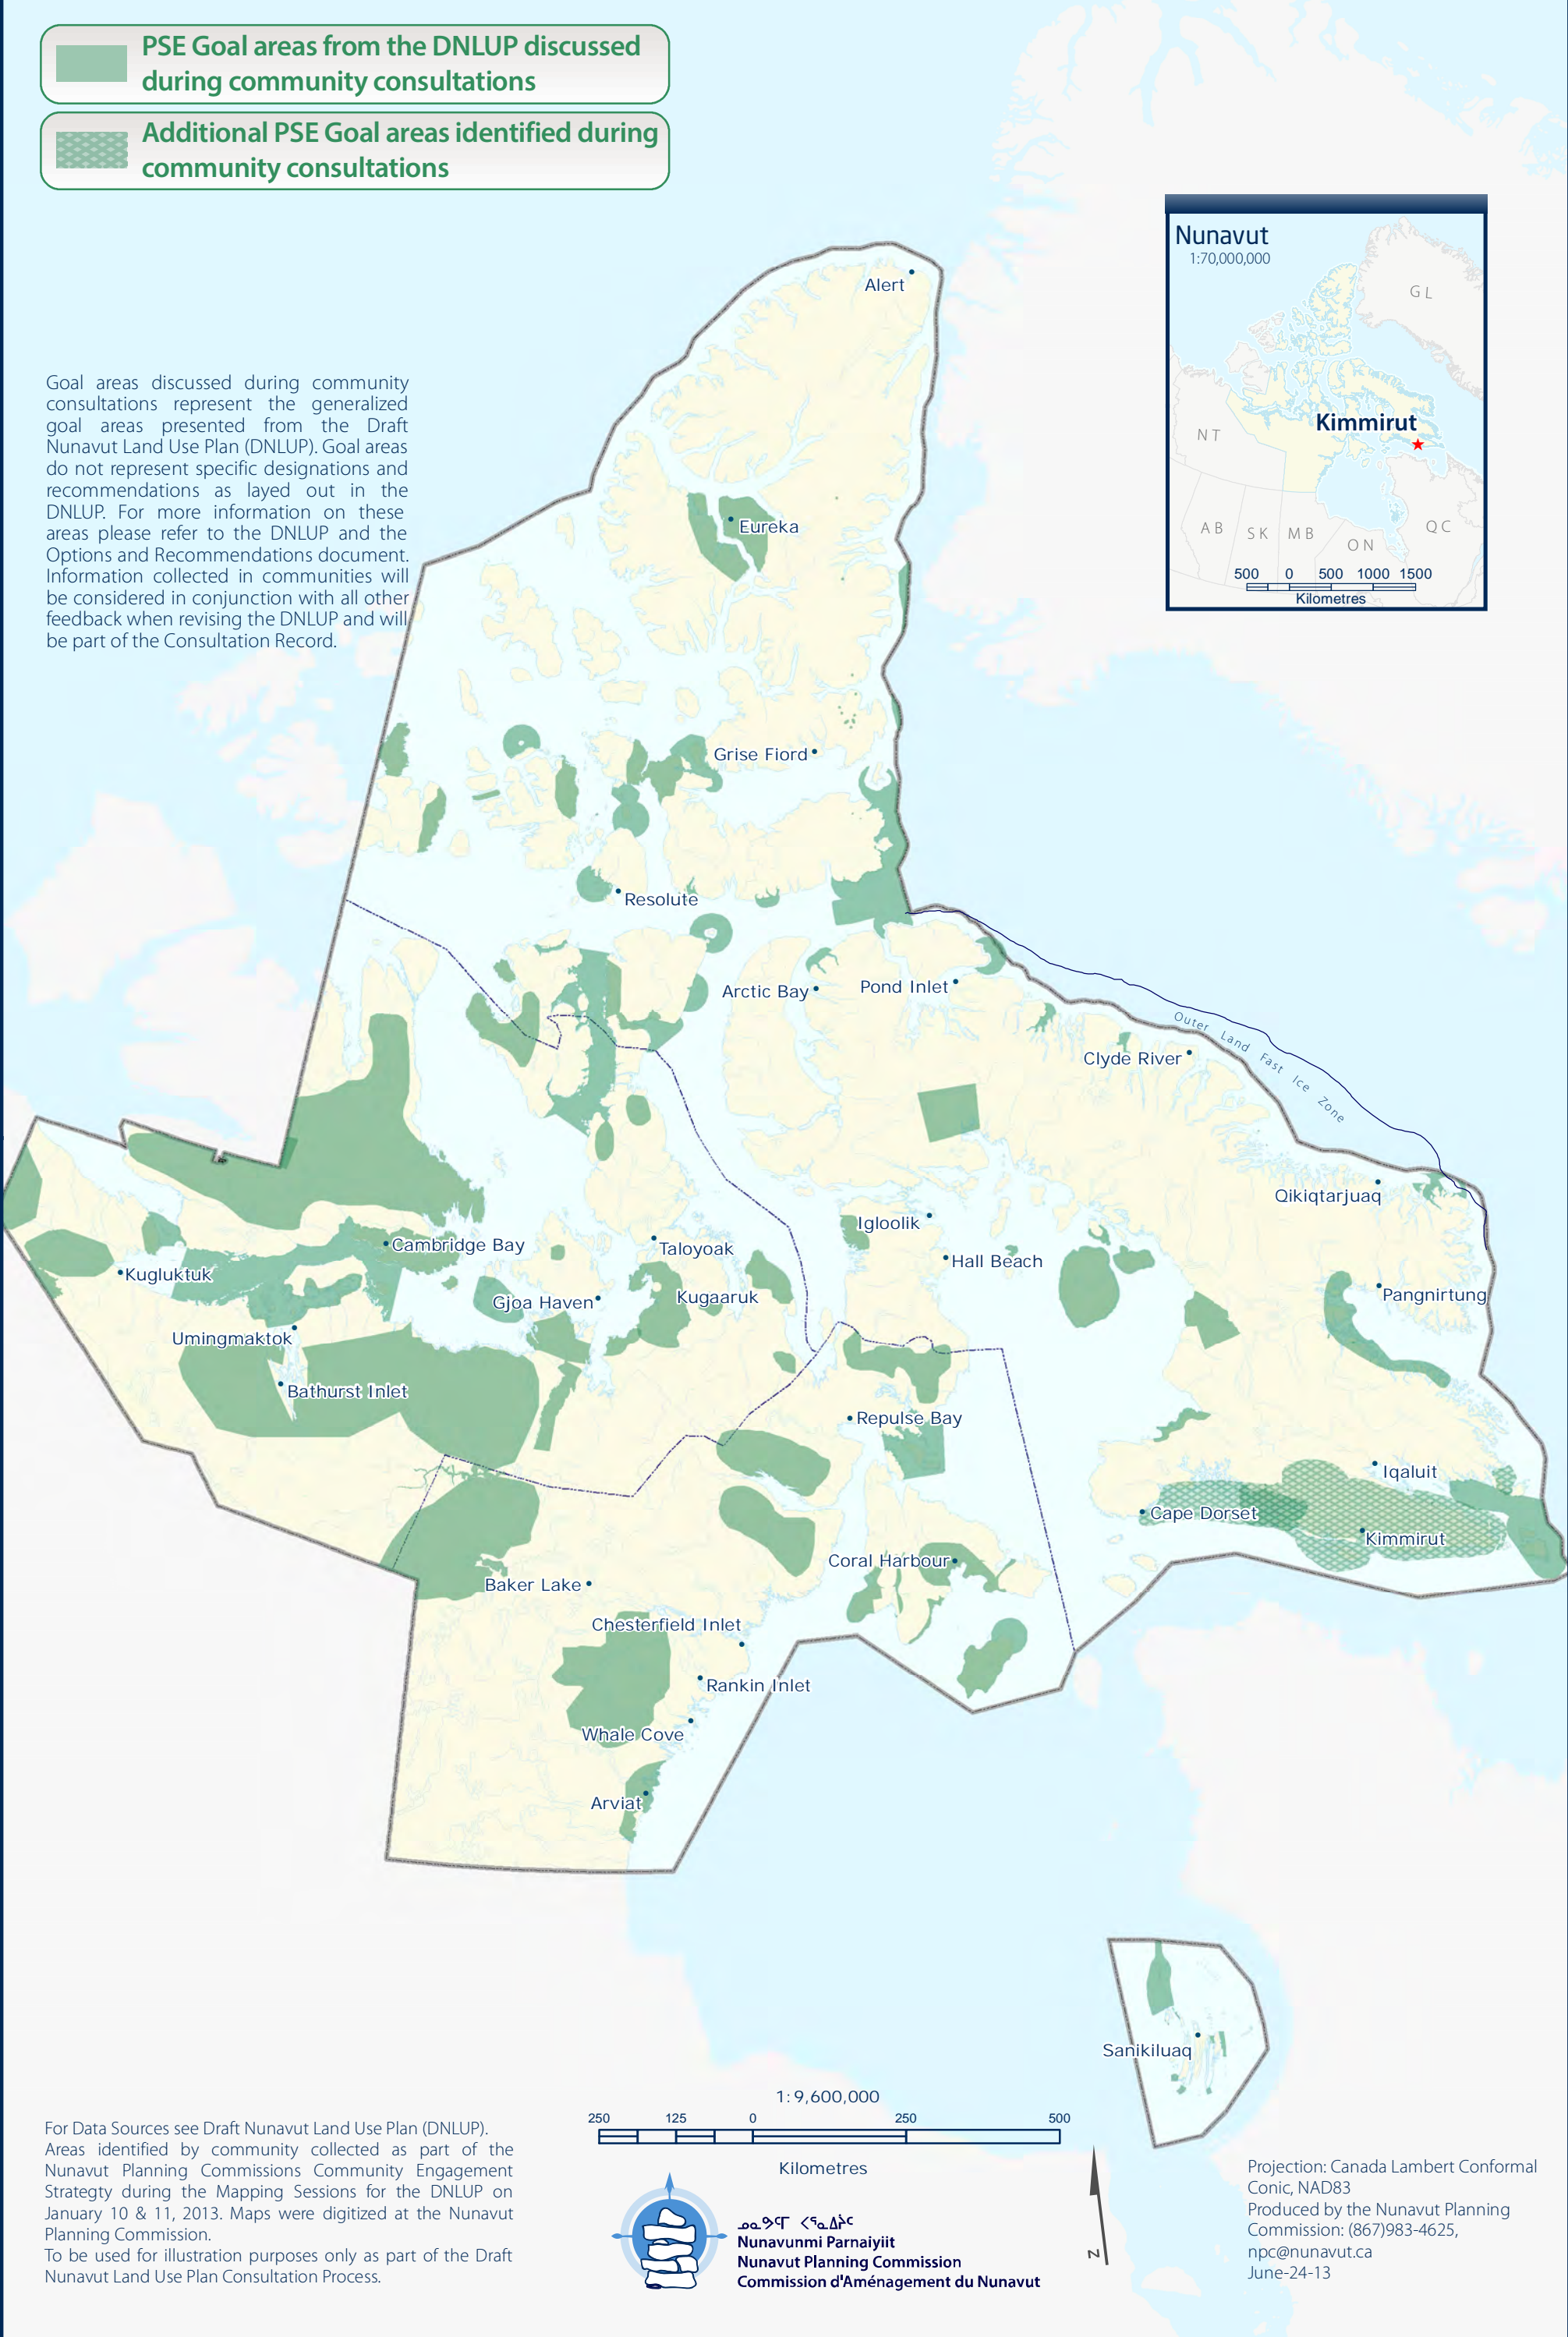 PSE Goal areas from the DNLUP discussed
during community consultations
Additional PSE Goal areas identified during
community consultations
Nunavut
1:70,000,000
GL
Kimmirut
NT
AB
SK
MB
ON
QC
500 0 500 1000 1500
Kilometres
Goal areas discussed during community
consultations represent the generalized
goal areas presented from the Draft
Nunavut Land Use Plan (DNLUP). Goal areas
do not represent specific designations and
recommendations as layed out in the
DNLUP. For more information on these
areas please refer to the DNLUP and the
Options and Recommendations document.
Information collected in communities will
be considered in conjunction with all other
feedback when revising the DNLUP and will
be part of the Consultation Record.
Alert
Eureka
Grise Fiord
Resolute
Arctic Bay
Pond Inlet
Outer Land Fast Ice Zone
Clyde River
Qikiqtarjuaq
Igloolik
Cambridge Bay
Taloyoak
Hall Beach
Kugluktuk
Gjoa Haven
Kugaaruk
Pangnirtung
Umingmaktok
Bathurst Inlet
Repulse Bay
Iqaluit
Cape Dorset
Kimmirut
Coral Harbour
Baker Lake
Chesterfield Inlet
Rankin Inlet
Whale Cove
Arviat
Sanikiluaq
1:9,600,000
250 125 0 250 500
Kilometres
For Data Sources see Draft Nunavut Land Use Plan (DNLUP).
Areas identified by community collected as part of the
Nunavut Planning Commissions Community Engagement
Strategty during the Mapping Sessions for the DNLUP on
January 10 & 11, 2013. Maps were digitized at the Nunavut
Planning Commission.
To be used for illustration purposes only as part of the Draft
Nunavut Land Use Plan Consultation Process.
ᓄᓇᕗᒻᒥ ᐸᕐᓇᐃᔨᑦ
Nunavunmi Parnaiyiit
Nunavut Planning Commission
Commission d'Aménagement du Nunavut
N
Projection: Canada Lambert Conformal
Conic, NAD83
Produced by the Nunavut Planning
Commission: (867)983-4625,
npc@nunavut.ca
June-24-13